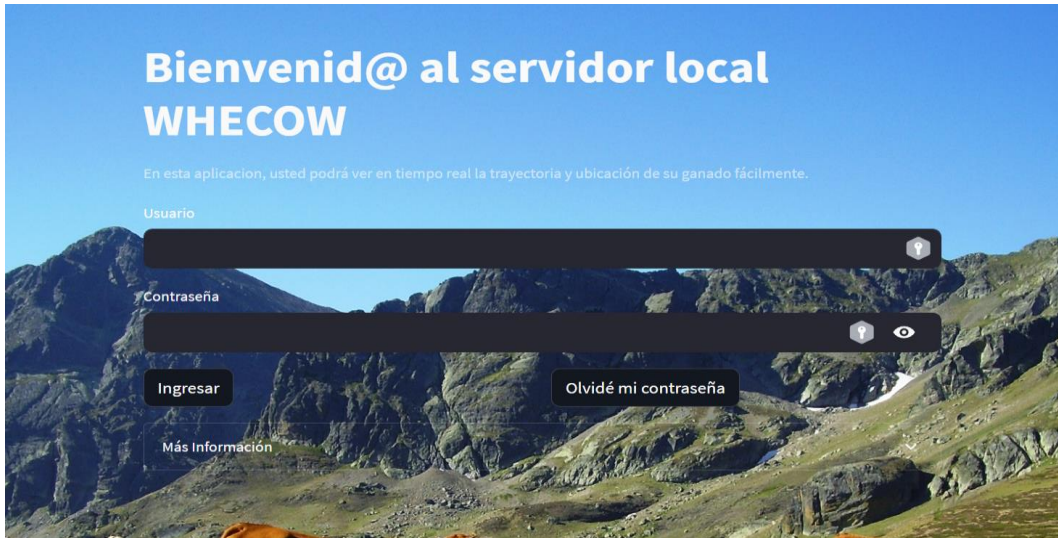 Bienvenid@ al servidor local
WHECOW
En esta aplicacion, usted podrá ver en tiempo real la trayectoria y ubicación de su ganado fácilmente.
Usuario
Contraseña
Ingresar
Olvidé mi contraseña
Más Información